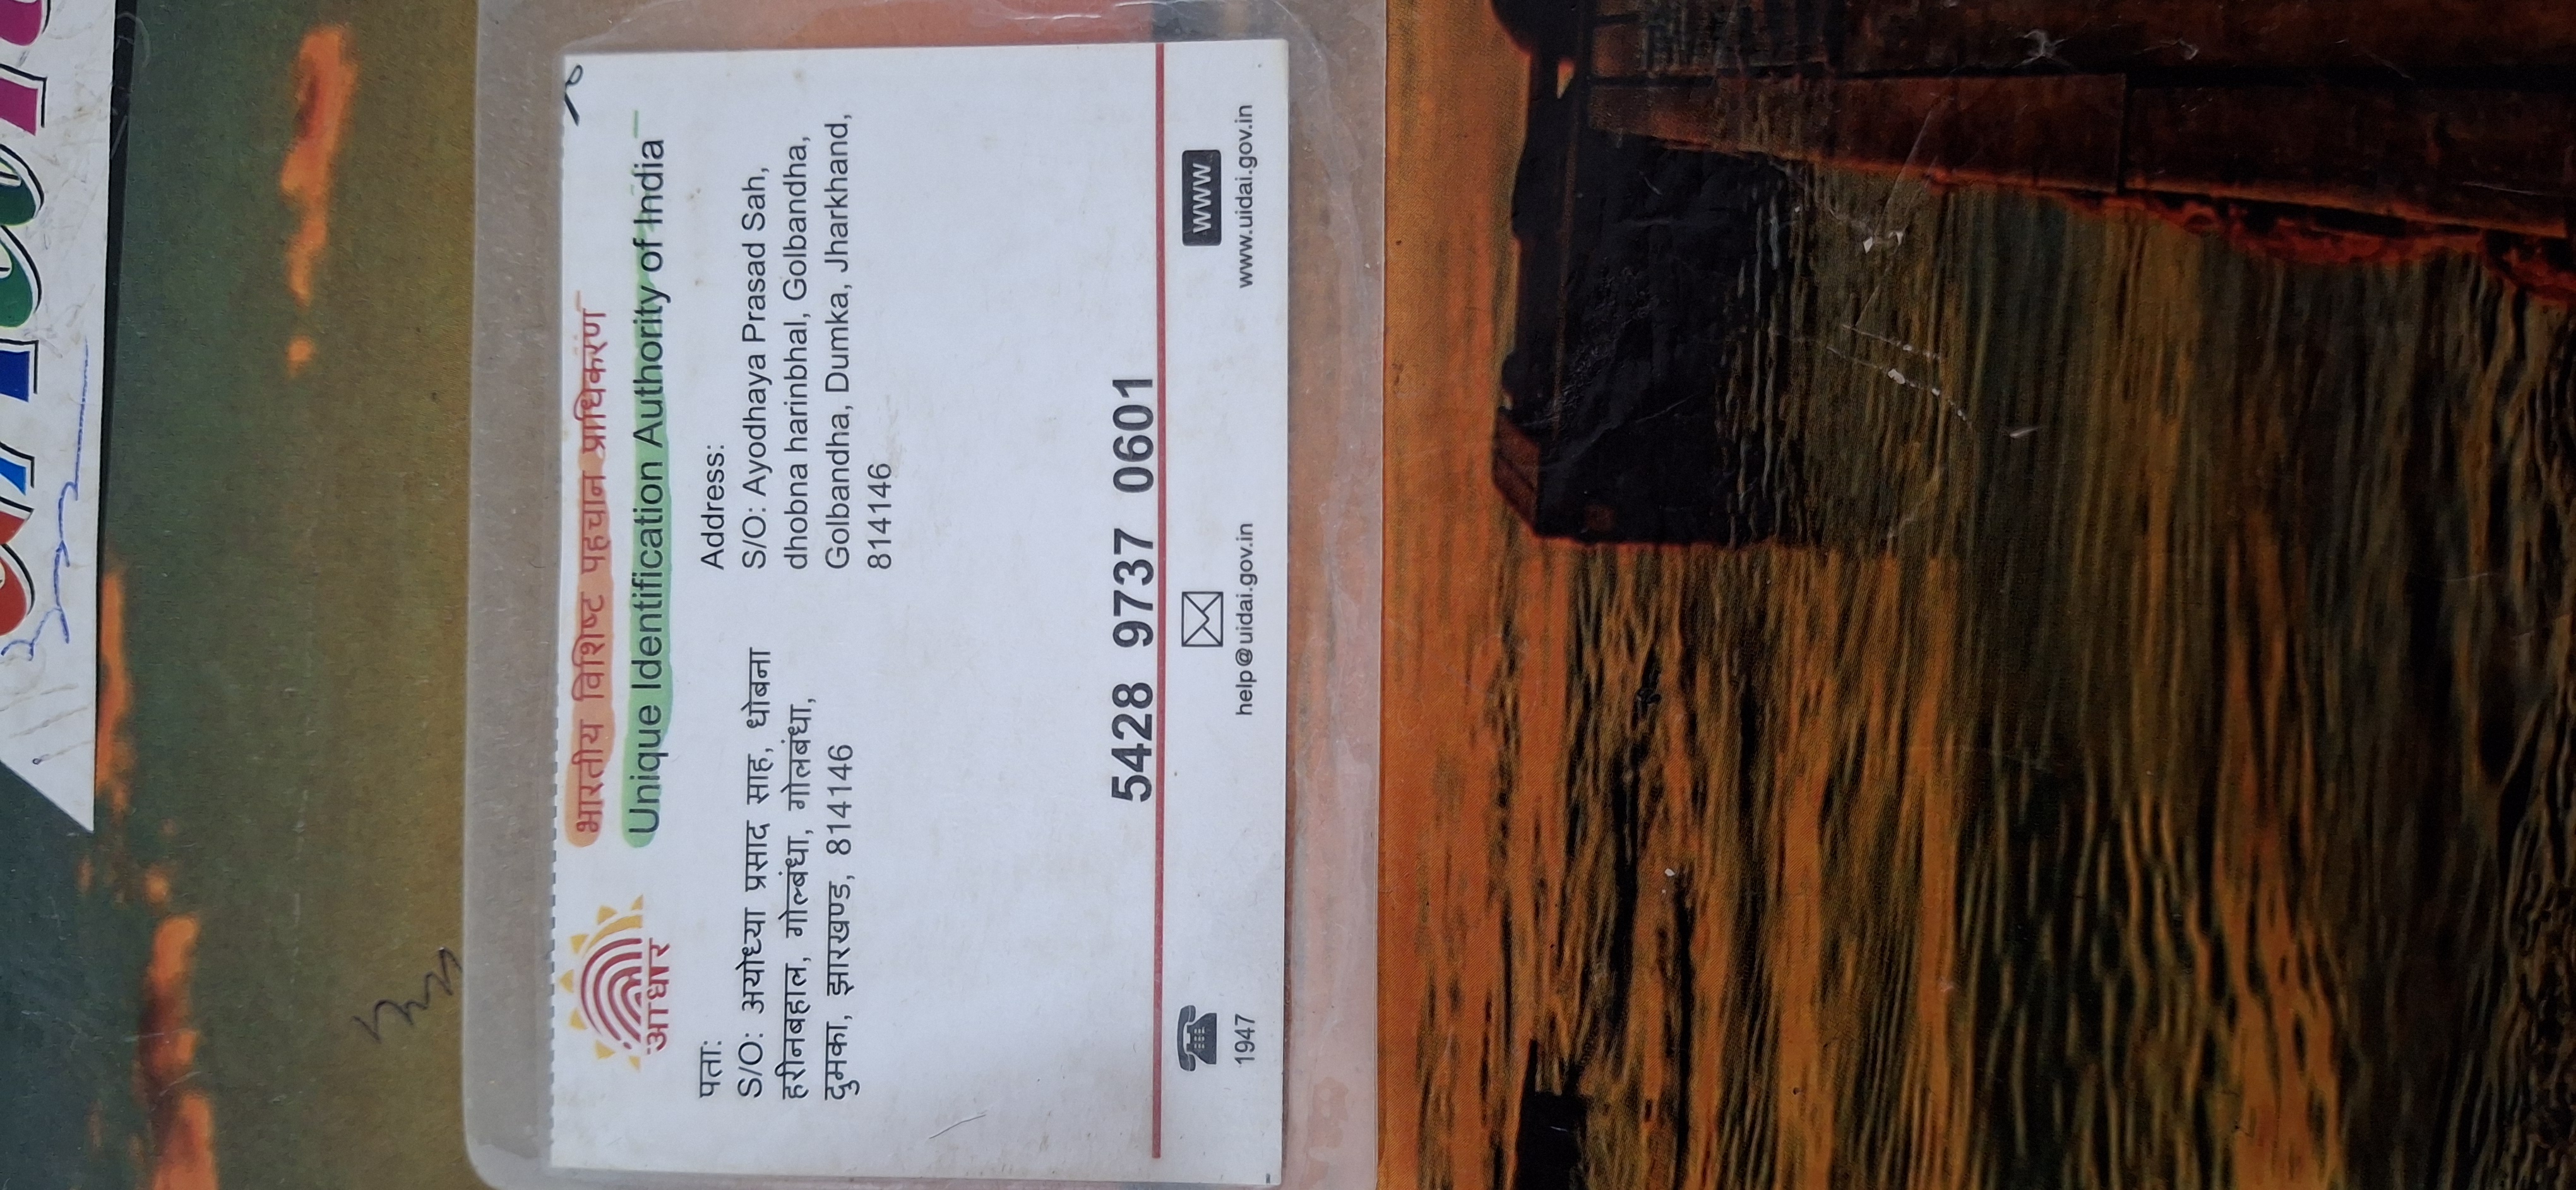 आधार
भारतीय विशिष्ट पहचान प्राधिकरण
Unique Identification Authority of India
पता:
S/O: अयोध्या प्रसाद साह, धोबना
हरीनबहाल, गोल्बंधा, गोलबंधा,
दुमका, झारखण्ड, 814146
Address:
S/O: Ayodhaya Prasad Sah,
dhobna harinbhal, Golbandha,
Golbandha, Dumka, Jharkhand,
814146
5428 9737 0601
1947
help@uidai.gov.in
WWW
www.uidai.gov.in